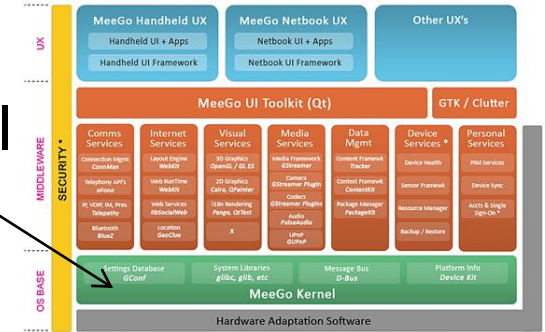 UX
MeeGo Handheld UX
Handheld UI + Apps
Handheld UI Framework
MeeGo Netbook UX
Netbook UI + Apps
Netbook UI Framework
Other UX's
MIDDLEWARE
SECURITY *
MeeGo UI Toolkit (Qt)
GTK / Clutter
Comms Services
Connection Mgmt
ConnMan
Telephony API's
oFono
IP, VOIP, IM, Pres.
Telepathy
Bluetooth
BlueZ
Internet Services
Layout Engine
WebKit
Web RunTime
WebKit
Web Services
libSocialWeb
Location
GeoClue
Visual Services
3D Graphics
OpenGL / GL ES
2D Graphics
Cairo, QPainter
I18n Rendering
Pango, QtText
X
Media Services
Media Framework
GStreamer
Camera
GStreamer Plugin
Codecs
GStreamer Plugins
Audio
PulseAudio
UPnP
GUPnP
Data Mgmt
Content Framewk
Tracker
Context Framewk
ContextKit
Package Manager
PackageKit
Device Services *
Device Health
Sensor Framewk
Resource Manager
Backup / Restore
Personal Services
PIM Services
Device Sync
Accts & Single
Sign-On *
OS BASE
Settings Database
GConf
System Libraries
glibc, glib, etc
Message Bus
D-Bus
Platform Info
Device Kit
MeeGo Kernel
Hardware Adaptation Software